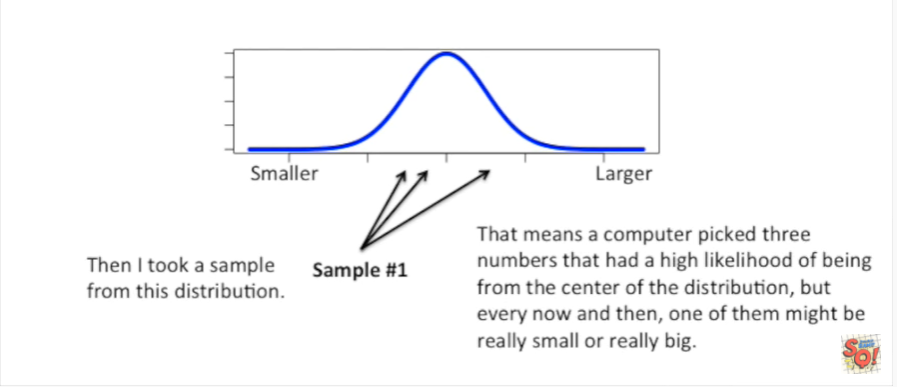 Smaller
Larger
Then I took a sample
from this distribution.
Sample #1
That means a computer picked three
numbers that had a high likelihood of being
from the center of the distribution, but
every now and then, one of them might be
really small or really big.
SQ!